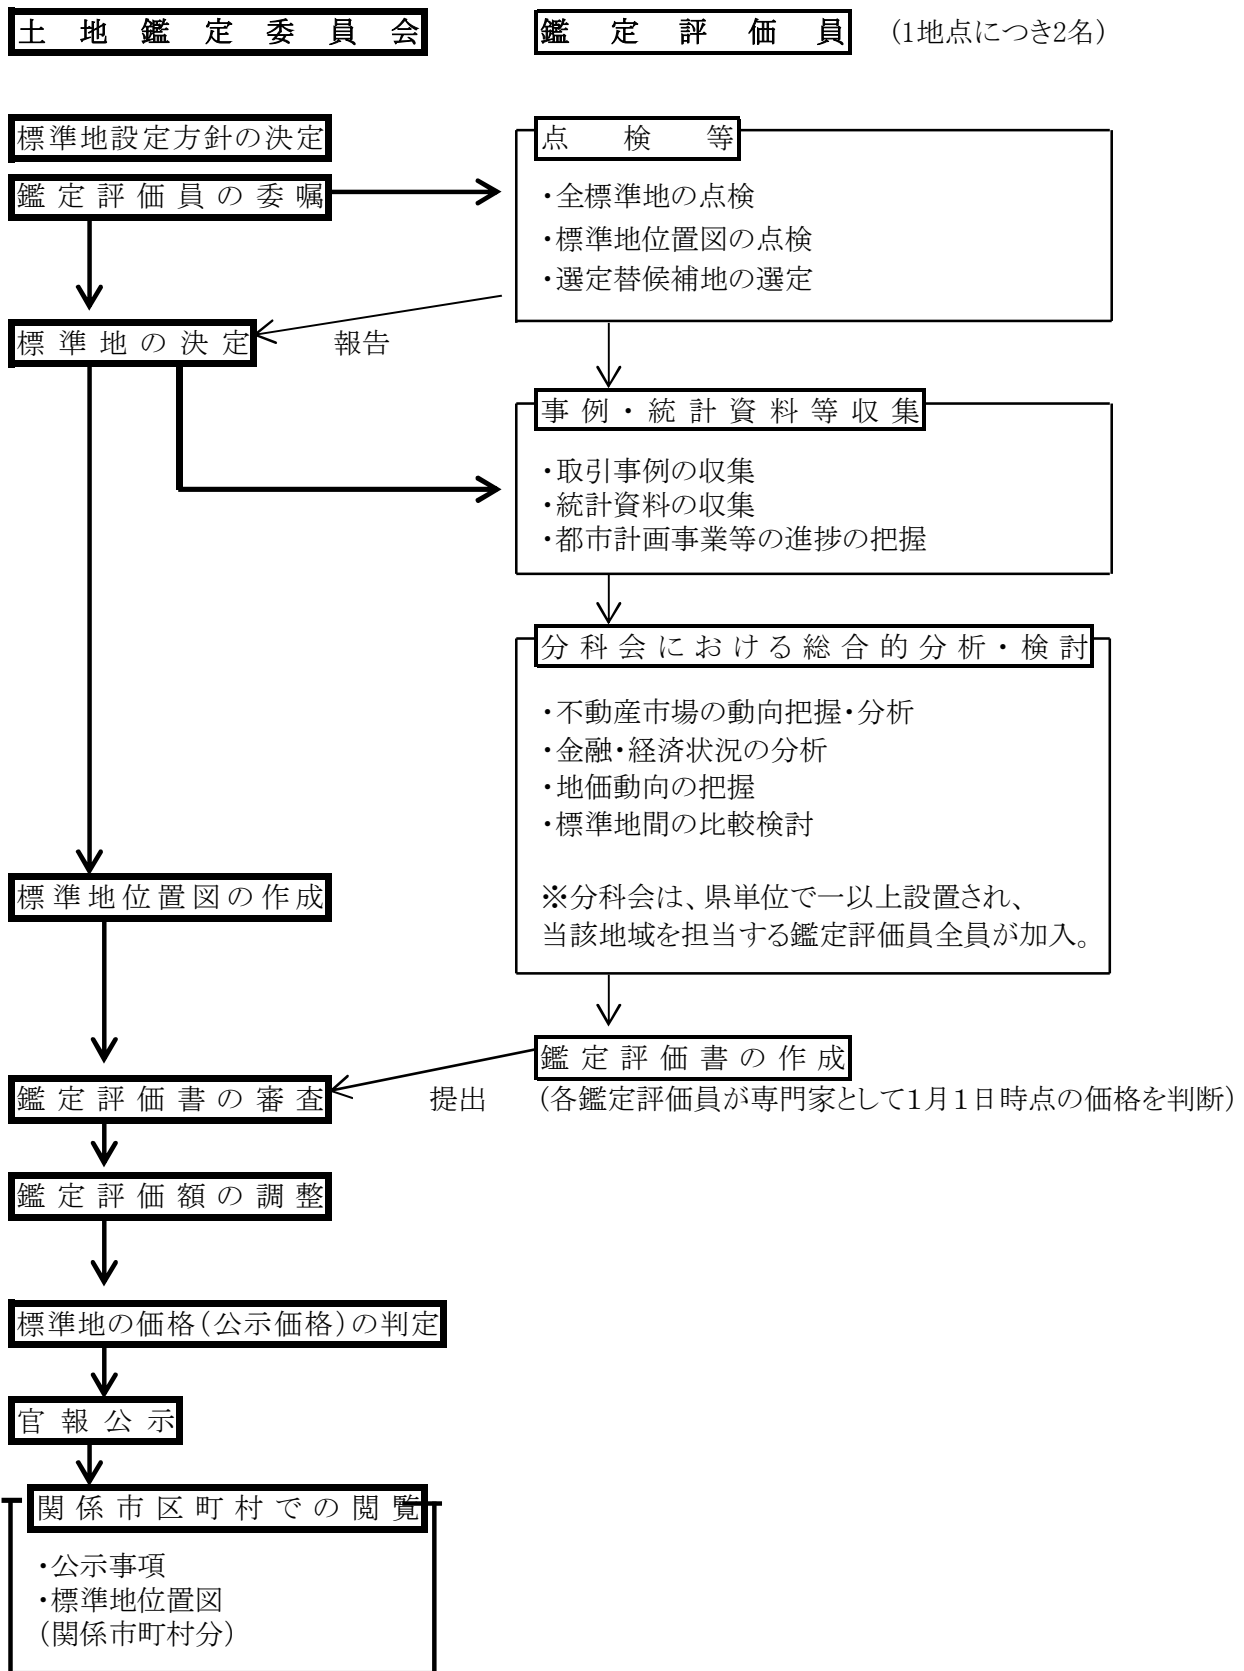 土地鑑定委員会
鑑定評価員 （1地点につき2名）
標準地設定方針の決定
鑑定評価員の委嘱
点検等
・全標準地の点検
・標準地位置図の点検
・選定替候補地の選定
標準地の決定
報告
事例・統計資料等収集
・取引事例の収集
・統計資料の収集
・都市計画事業等の進捗の把握
分科会における総合的分析・検討
・不動産市場の動向把握・分析
・金融・経済状況の分析
・地価動向の把握
・標準地間の比較検討
※分科会は、県単位で一以上設置され、
当該地域を担当する鑑定評価員全員が加入。
標準地位置図の作成
鑑定評価書の作成
（各鑑定評価員が専門家として１月１日時点の価格を判断）
提出
鑑定評価書の審査
鑑定評価額の調整
標準地の価格（公示価格）の判定
官報公示
関係市区町村での閲覧
・公示事項
・標準地位置図
（関係市町村分）